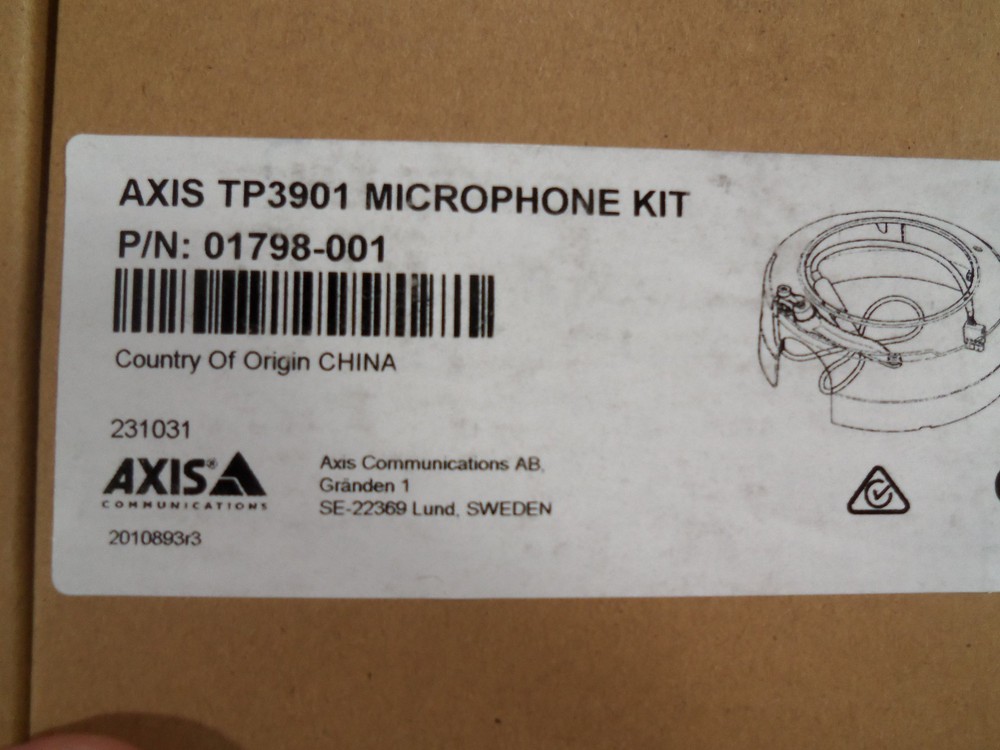 AXIS TP3901 MICROPHONE KIT
P/N: 01798-001
Country Of Origin CHINA
231031
AXIS®
COMMUNICATIONS
Axis Communications AB,
Gränden 1
SE-22369 Lund, SWEDEN
2010893r3